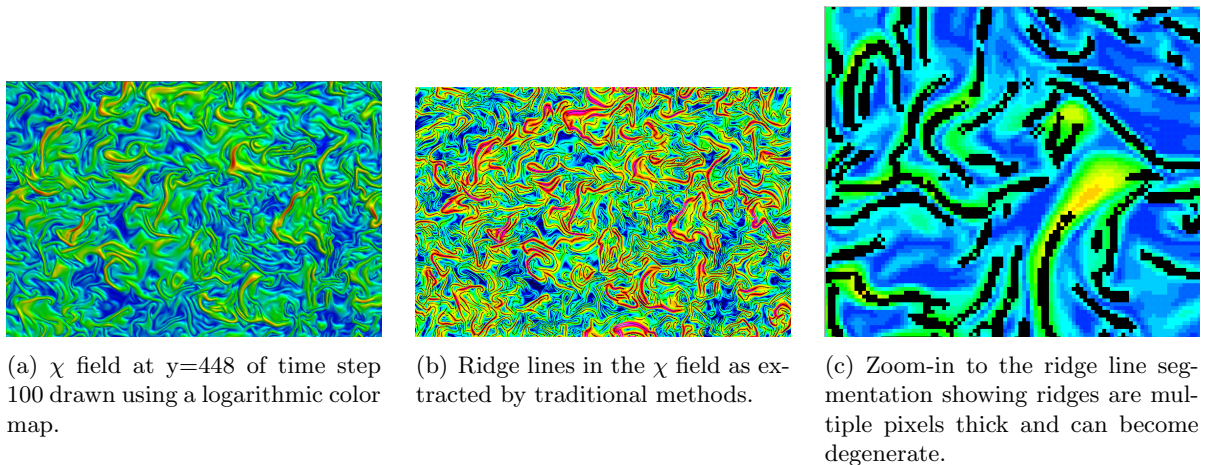 (a) χ field at y=448 of time step
100 drawn using a logarithmic color
map.
(b) Ridge lines in the χ field as ex-
tracted by traditional methods.
(c) Zoom-in to the ridge line seg-
mentation showing ridges are mul-
tiple pixels thick and can become
degenerate.